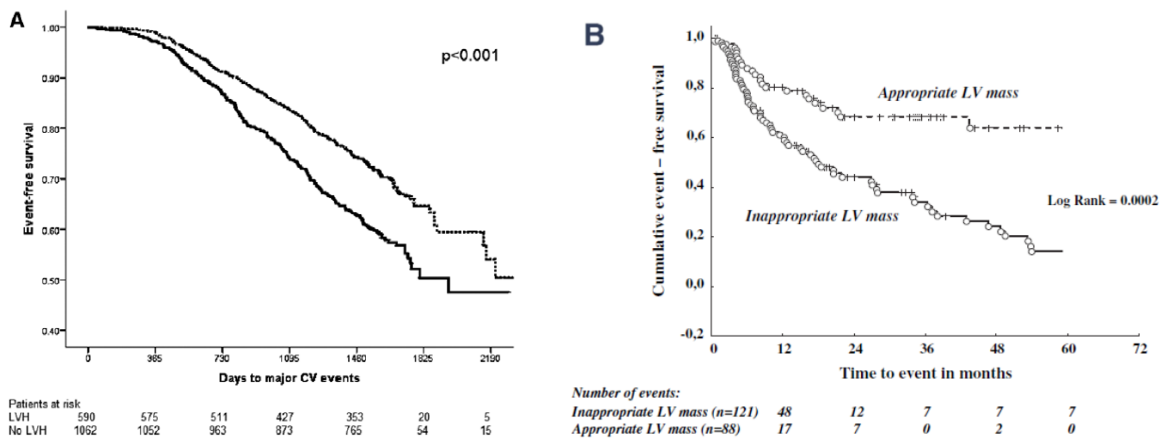 A
1.00
0.90
0.80
0.70
0.60
0.50
0.40
Event-free survival
p<0.001
0 365 730 1095 1460 1825 2190
Days to major CV events
Patients at risk
LVH 590 575 511 427 353 20 5
No LVH 1062 1052 963 873 765 54 15
B
1,0
0,8
0,6
0,4
0,2
0,0
-0,2
Cumulative event – free survival
Appropriate LV mass
Inappropriate LV mass
Log Rank = 0.0002
0 12 24 36 48 60 72
Time to event in months
Number of events:
Inappropriate LV mass (n=121) 48 12 7 7 7
Appropriate LV mass (n=88) 17 7 0 2 0